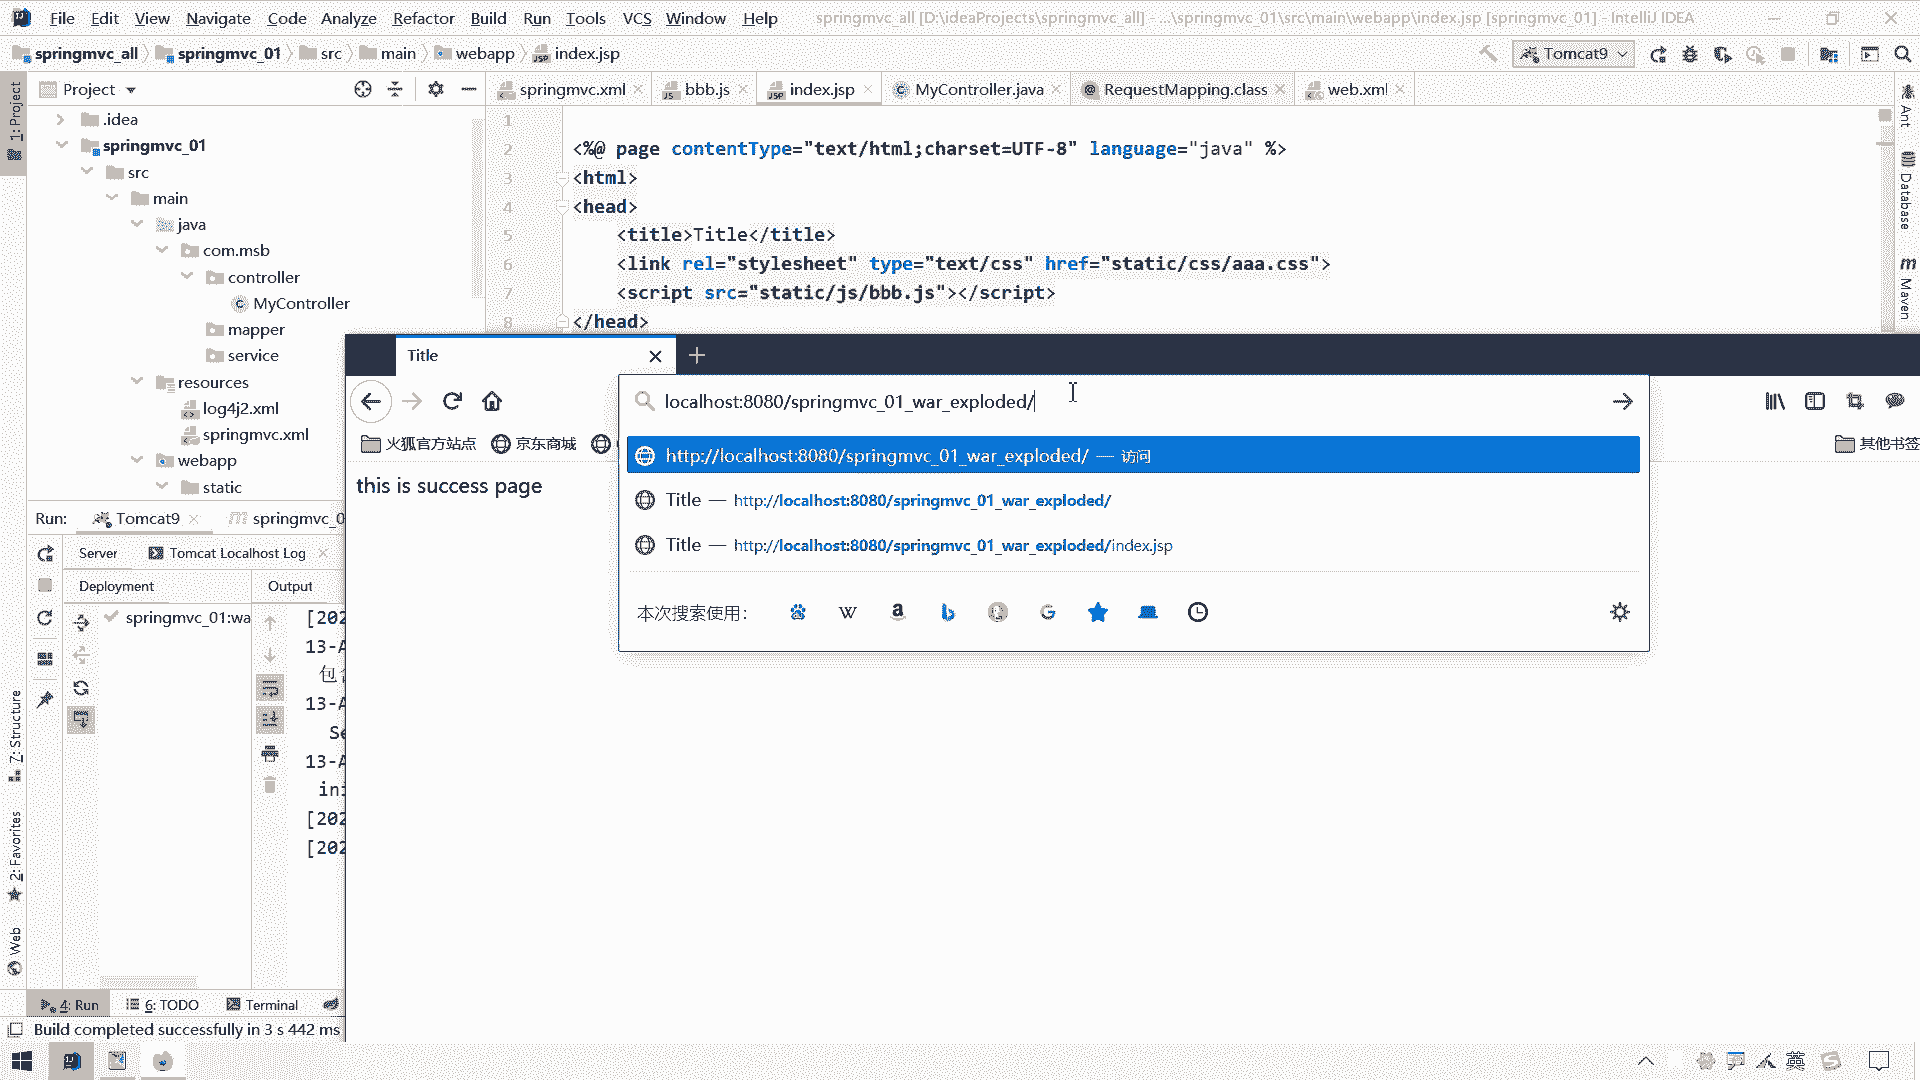 File Edit View Navigate Code Analyze Refactor Build Run Tools VCS Window Help springmvc_all [D:\ideaProjects\springmvc_all] - ...\springmvc_01\src\main\webapp\index.jsp [springmvc_01] - IntelliJ IDEA
springmvc_all springmvc_01 src main webapp index.jsp Tomcat9
Project
springmvc.xml bbb.js index.jsp MyController.java RequestMapping.class web.xml
1: Project
.idea
springmvc_01
src
main
java
com.msb
controller
MyController
mapper
service
resources
log4j2.xml
springmvc.xml
webapp
static
1
2 <%@ page contentType="text/html;charset=UTF-8" language="java" %>
3 <html>
4 <head>
5 <title>Title</title>
6 <link rel="stylesheet" type="text/css" href="static/css/aaa.css">
7 <script src="static/js/bbb.js"></script>
8 </head>
Ant
Database
Maven
Title
localhost:8080/springmvc_01_war_exploded/
火狐官方站点 京东商城
其他书签
http://localhost:8080/springmvc_01_war_exploded/ — 访问
Title — http://localhost:8080/springmvc_01_war_exploded/
Title — http://localhost:8080/springmvc_01_war_exploded/index.jsp
本次搜索使用：
this is success page
Run: Tomcat9 springmvc_0
Server Tomcat Localhost Log
Deployment Output
springmvc_01:wa
[202
13-A
包含
13-A
Se
13-A
ini
[202
[202
7: Structure
2: Favorites
Web
4: Run 6: TODO Terminal
Build completed successfully in 3 s 442 ms
英